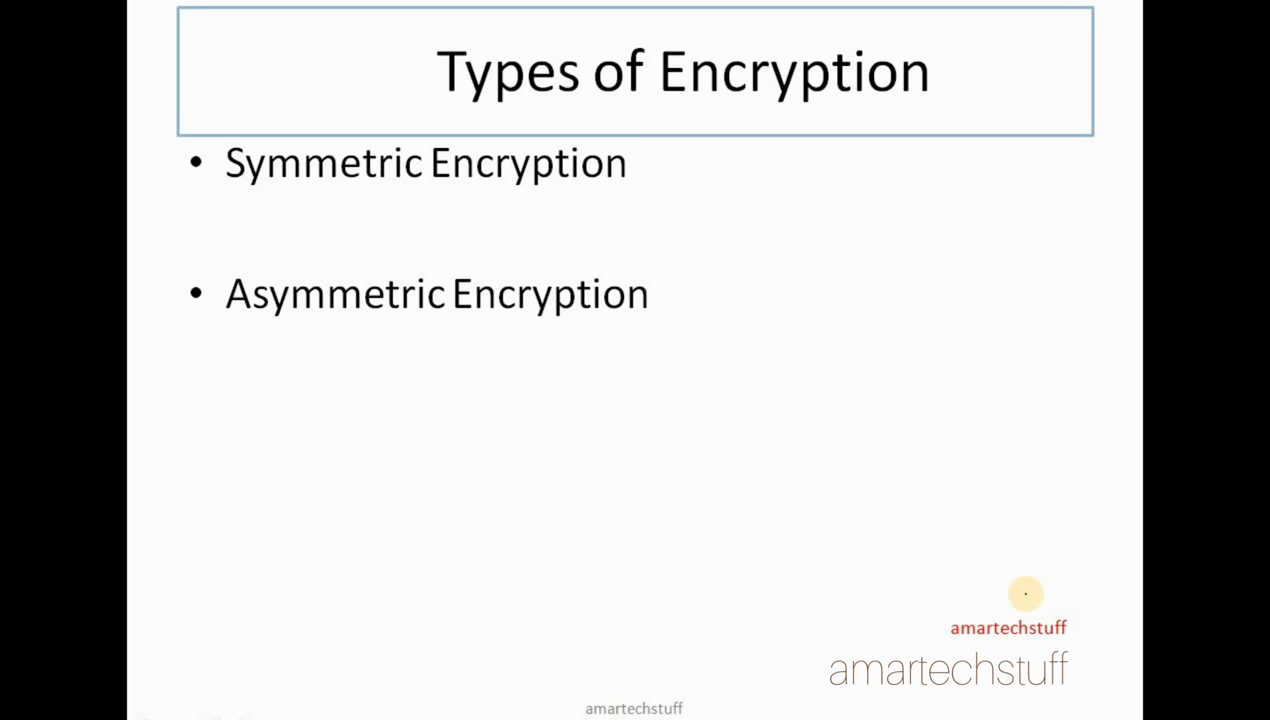 Types of Encryption
• Symmetric Encryption
• Asymmetric Encryption
amartechstuff
amartechstuff
amartechstuff